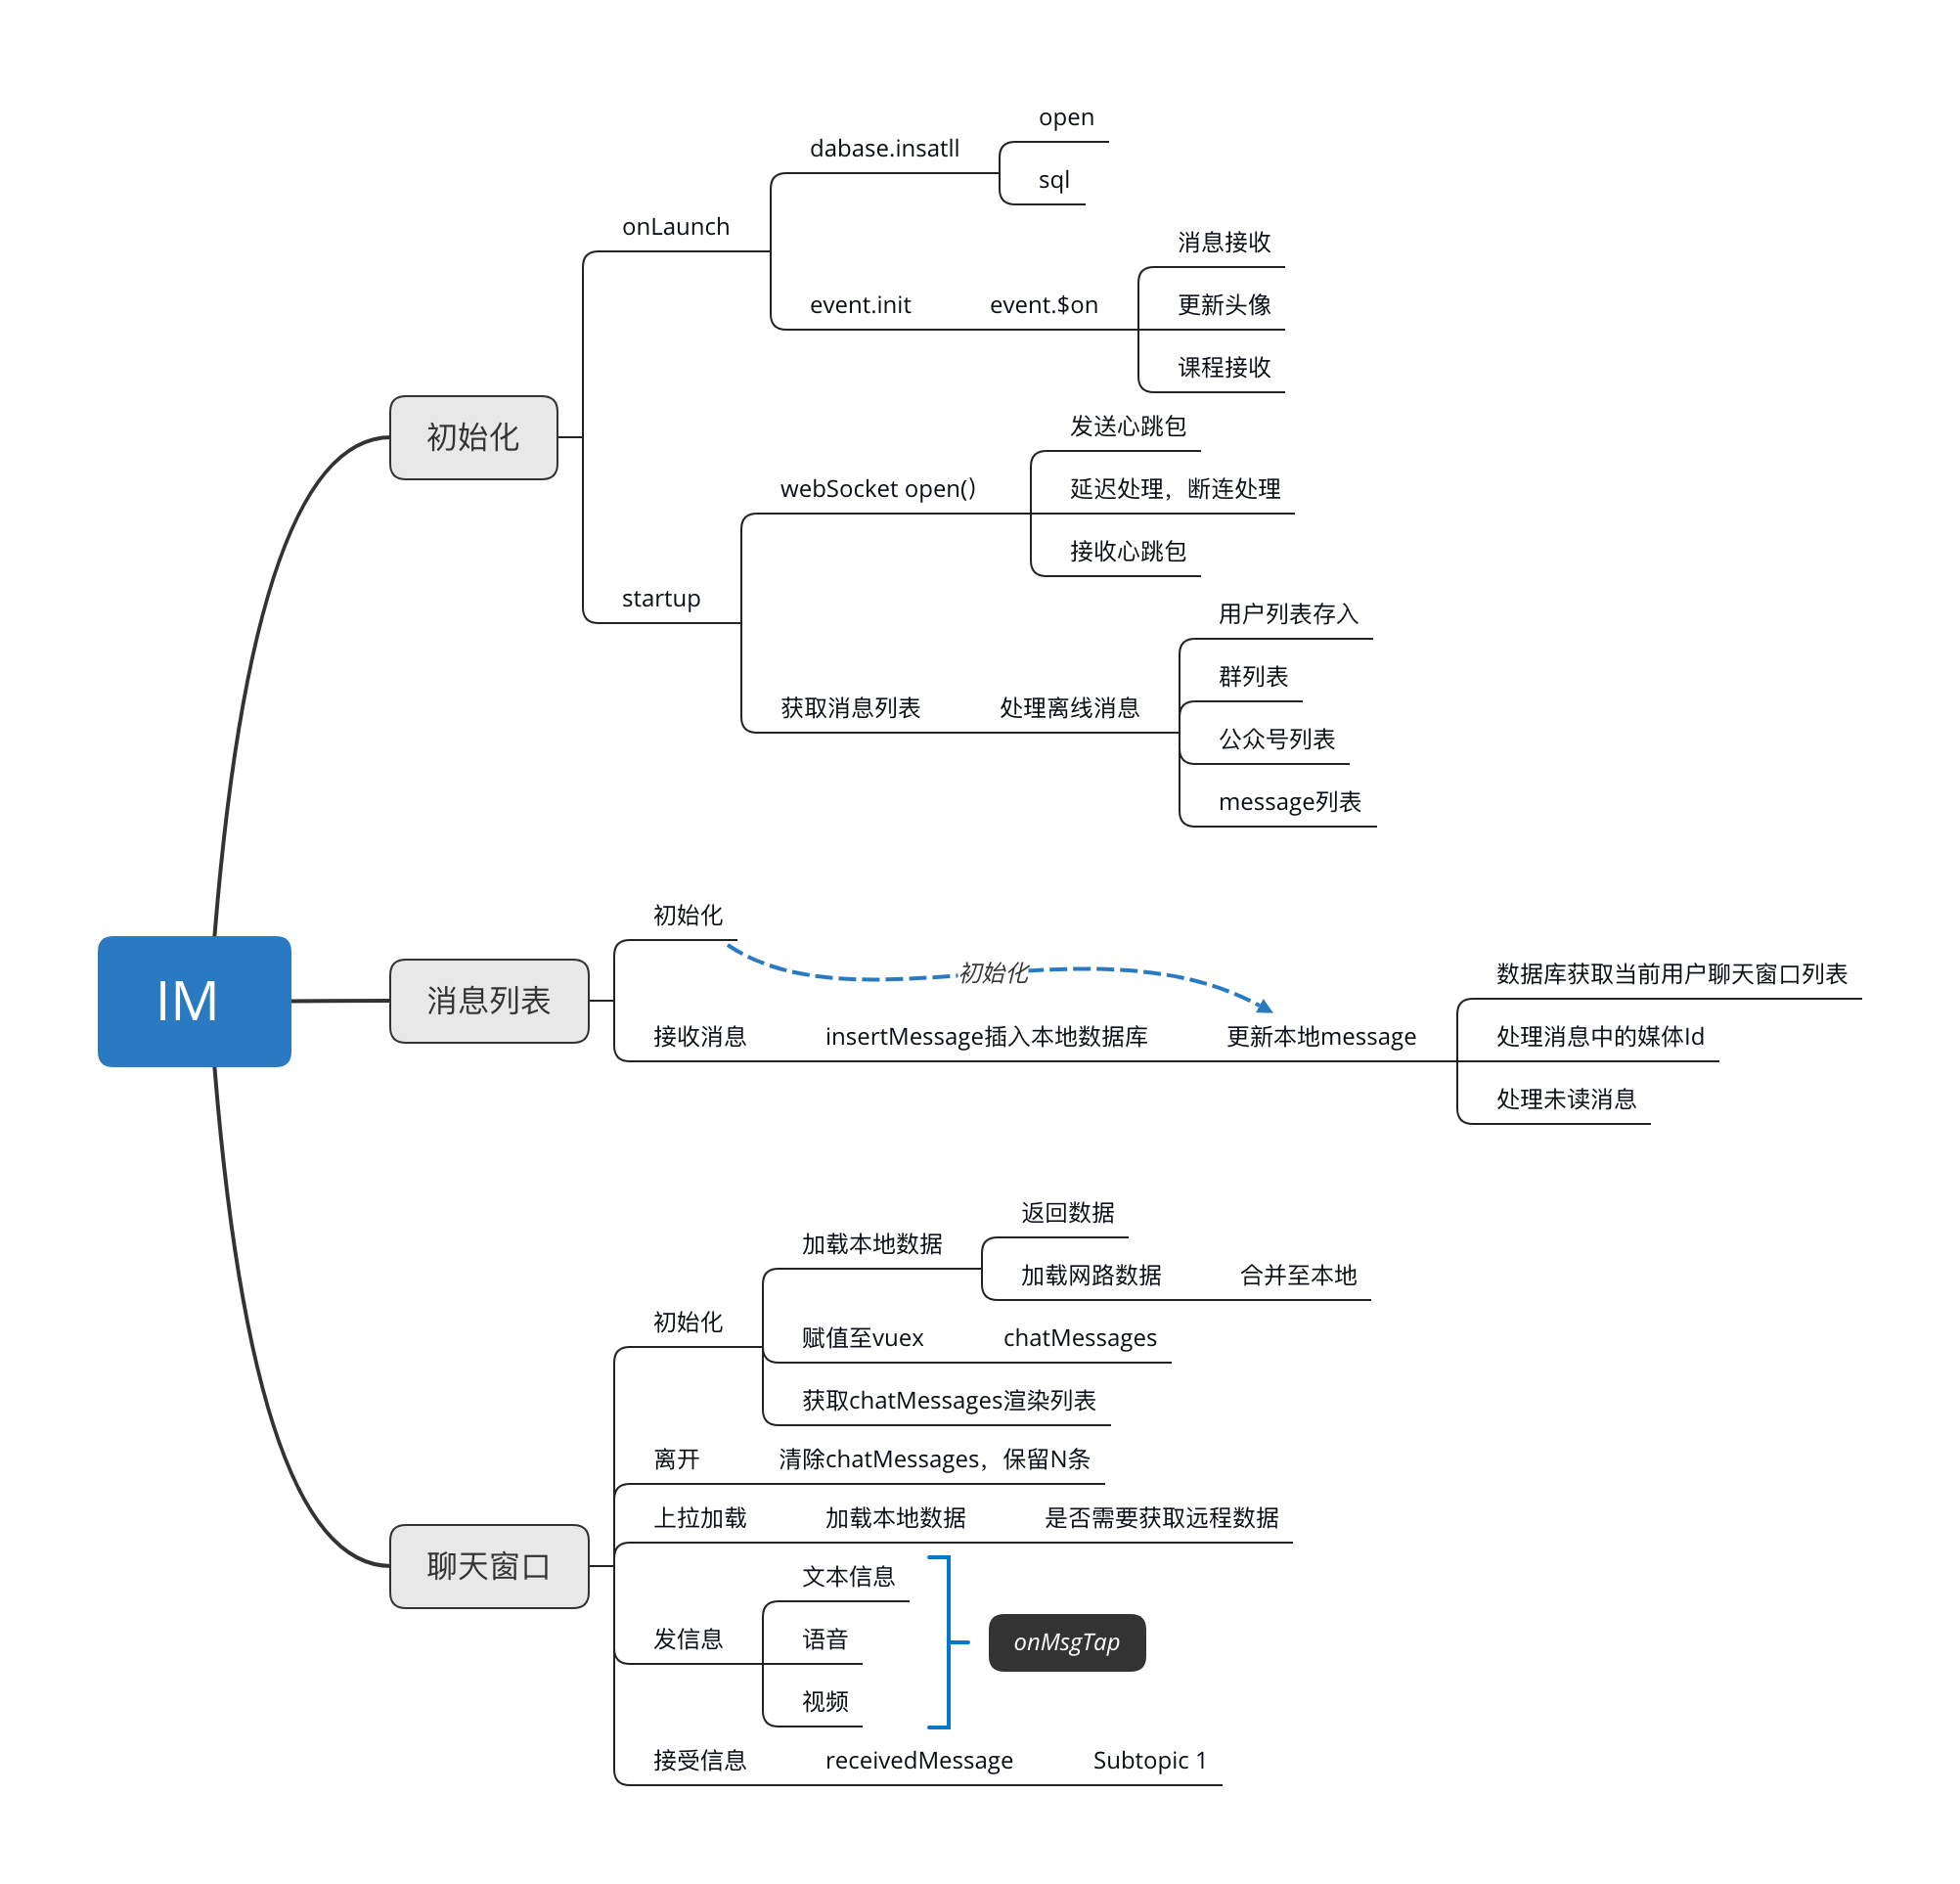 IM
初始化
onLaunch
dabase.insatll
open
sql
event.init
event.$on
消息接收
更新头像
课程接收
startup
webSocket open()
发送心跳包
延迟处理，断连处理
接收心跳包
获取消息列表
处理离线消息
用户列表存入
群列表
公众号列表
message列表
消息列表
初始化
初始化
接收消息
insertMessage插入本地数据库
更新本地message
数据库获取当前用户聊天窗口列表
处理消息中的媒体Id
处理未读消息
聊天窗口
初始化
加载本地数据
返回数据
加载网路数据
合并至本地
赋值至vuex
chatMessages
获取chatMessages渲染列表
离开
清除chatMessages，保留N条
上拉加载
加载本地数据
是否需要获取远程数据
发信息
文本信息
语音
视频
onMsgTap
接受信息
receivedMessage
Subtopic 1